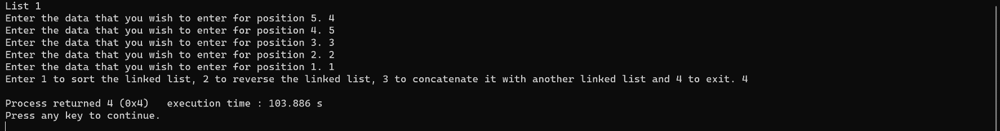 List 1
Enter the data that you wish to enter for position 5. 4
Enter the data that you wish to enter for position 4. 5
Enter the data that you wish to enter for position 3. 3
Enter the data that you wish to enter for position 2. 2
Enter the data that you wish to enter for position 1. 1
Enter 1 to sort the linked list, 2 to reverse the linked list, 3 to concatenate it with another linked list and 4 to exit. 4
Process returned 4 (0x4)   execution time : 103.886 s
Press any key to continue.